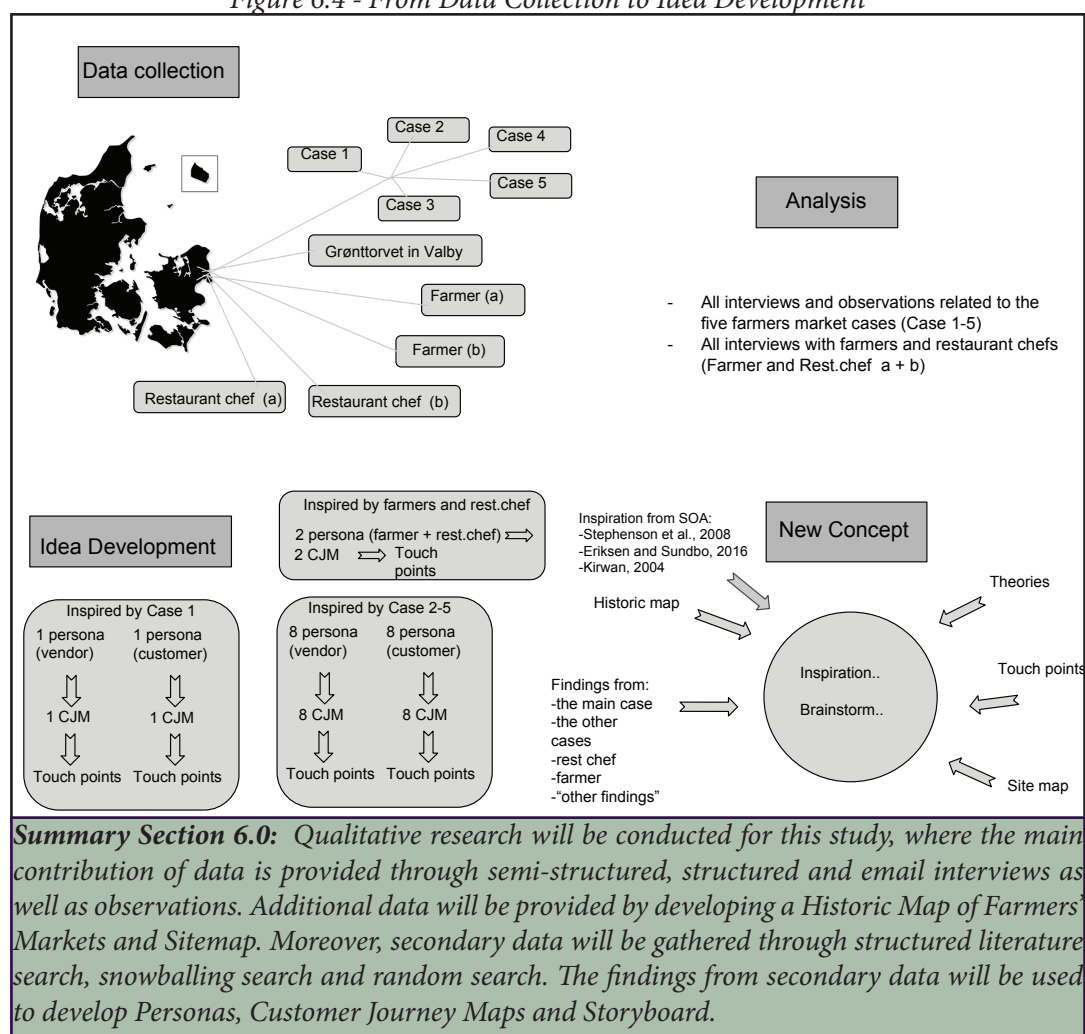 Figure 6.4 - From Data Collection to Idea Development
Data collection
Case 1
Case 2
Case 4
Case 5
Case 3
Grønttorvet in Valby
Farmer (a)
Farmer (b)
Restaurant chef (a)
Restaurant chef (b)
Analysis
- All interviews and observations related to the
five farmers market cases (Case 1-5)
- All interviews with farmers and restaurant chefs
(Farmer and Rest.chef a + b)
Idea Development
Inspired by farmers and rest.chef
2 persona (farmer + rest.chef)
2 CJM
Touch
points
Inspired by Case 1
1 persona
(vendor)
1 persona
(customer)
1 CJM
1 CJM
Touch points
Touch points
Inspired by Case 2-5
8 persona
(vendor)
8 persona
(customer)
8 CJM
8 CJM
Touch points
Touch points
New Concept
Inspiration from SOA:
-Stephenson et al., 2008
-Eriksen and Sundbo, 2016
-Kirwan, 2004
Historic map
Theories
Findings from:
-the main case
-the other
cases
-rest chef
-farmer
-“other findings”
Inspiration..
Brainstorm..
Touch points
Site map
Summary Section 6.0: Qualitative research will be conducted for this study, where the main
contribution of data is provided through semi-structured, structured and email interviews as
well as observations. Additional data will be provided by developing a Historic Map of Farmers’
Markets and Sitemap. Moreover, secondary data will be gathered through structured literature
search, snowballing search and random search. The findings from secondary data will be used
to develop Personas, Customer Journey Maps and Storyboard.